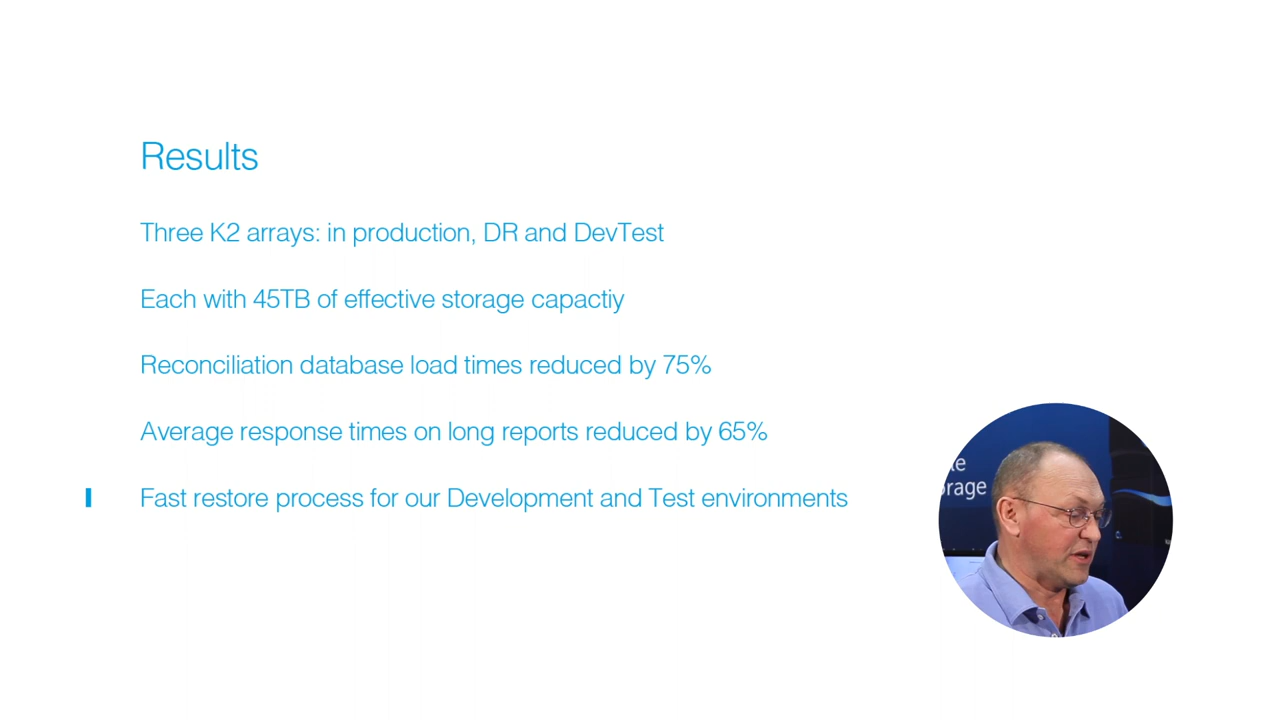 Results
Three K2 arrays: in production, DR and DevTest
Each with 45TB of effective storage capactiy
Reconciliation database load times reduced by 75%
Average response times on long reports reduced by 65%
Fast restore process for our Development and Test environments